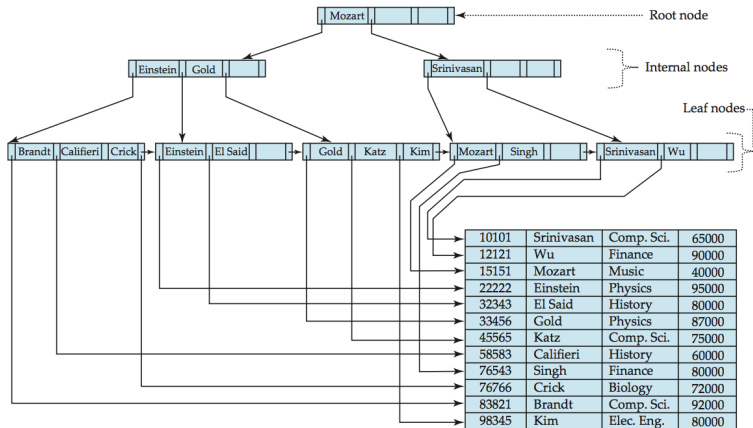 Mozart
Root node
Einstein Gold
Srinivasan
Internal nodes
Leaf nodes
Brandt Califieri Crick Einstein El Said Gold Katz Kim Mozart Singh Srinivasan Wu
10101 Srinivasan Comp. Sci. 65000
12121 Wu Finance 90000
15151 Mozart Music 40000
22222 Einstein Physics 95000
32343 El Said History 80000
33456 Gold Physics 87000
45565 Katz Comp. Sci. 75000
58583 Califieri History 60000
76543 Singh Finance 80000
76766 Crick Biology 72000
83821 Brandt Comp. Sci. 92000
98345 Kim Elec. Eng. 80000